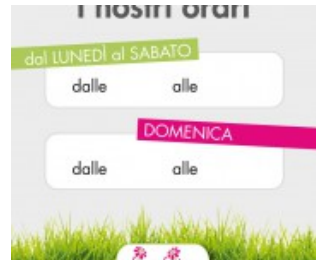 I nostri orari
dal LUNEDÌ al SABATO
dalle alle
DOMENICA
dalle alle